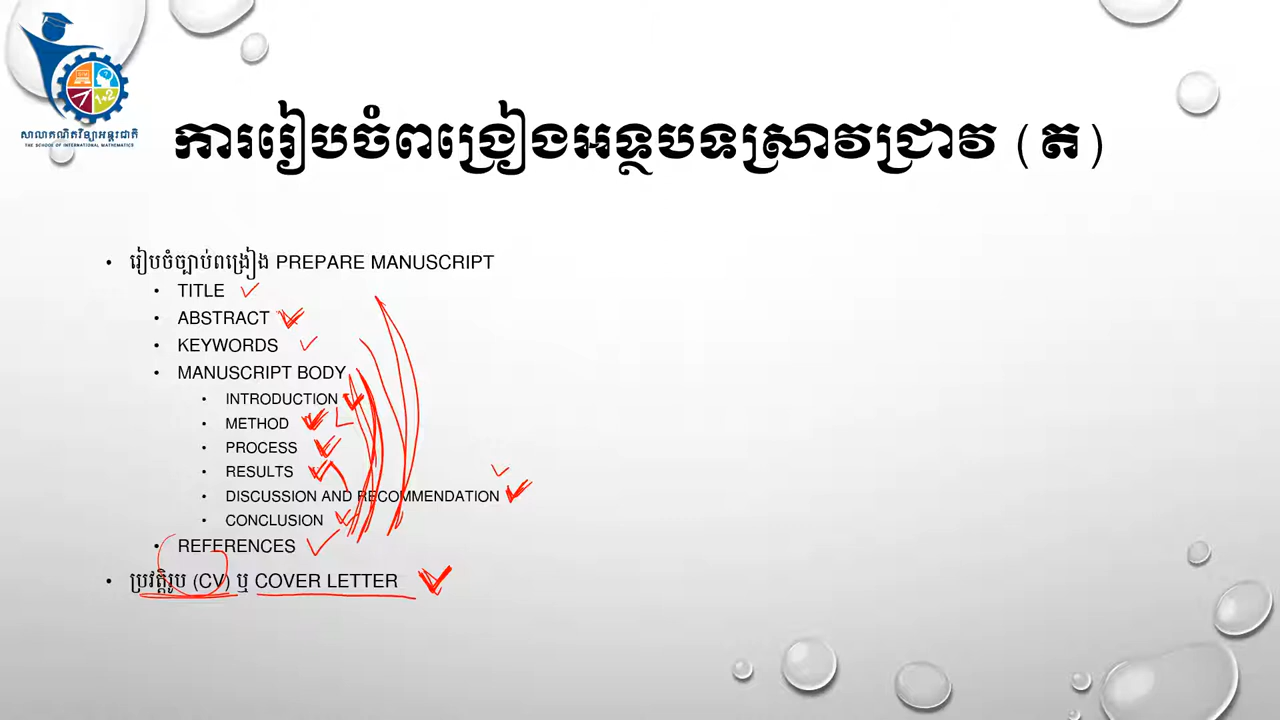 សាលាគណិតវិទ្យាអន្តរជាតិ
THE SCHOOL OF INTERNATIONAL MATHEMATICS
ការរៀបចំពង្រៀងអត្ថបទស្រាវជ្រាវ (ត)
រៀបចំច្បាប់ពង្រៀង PREPARE MANUSCRIPT
TITLE
ABSTRACT
KEYWORDS
MANUSCRIPT BODY
INTRODUCTION
METHOD
PROCESS
RESULTS
DISCUSSION AND RECOMMENDATION
CONCLUSION
REFERENCES
ប្រវត្តិរូប (CV) ឬ COVER LETTER